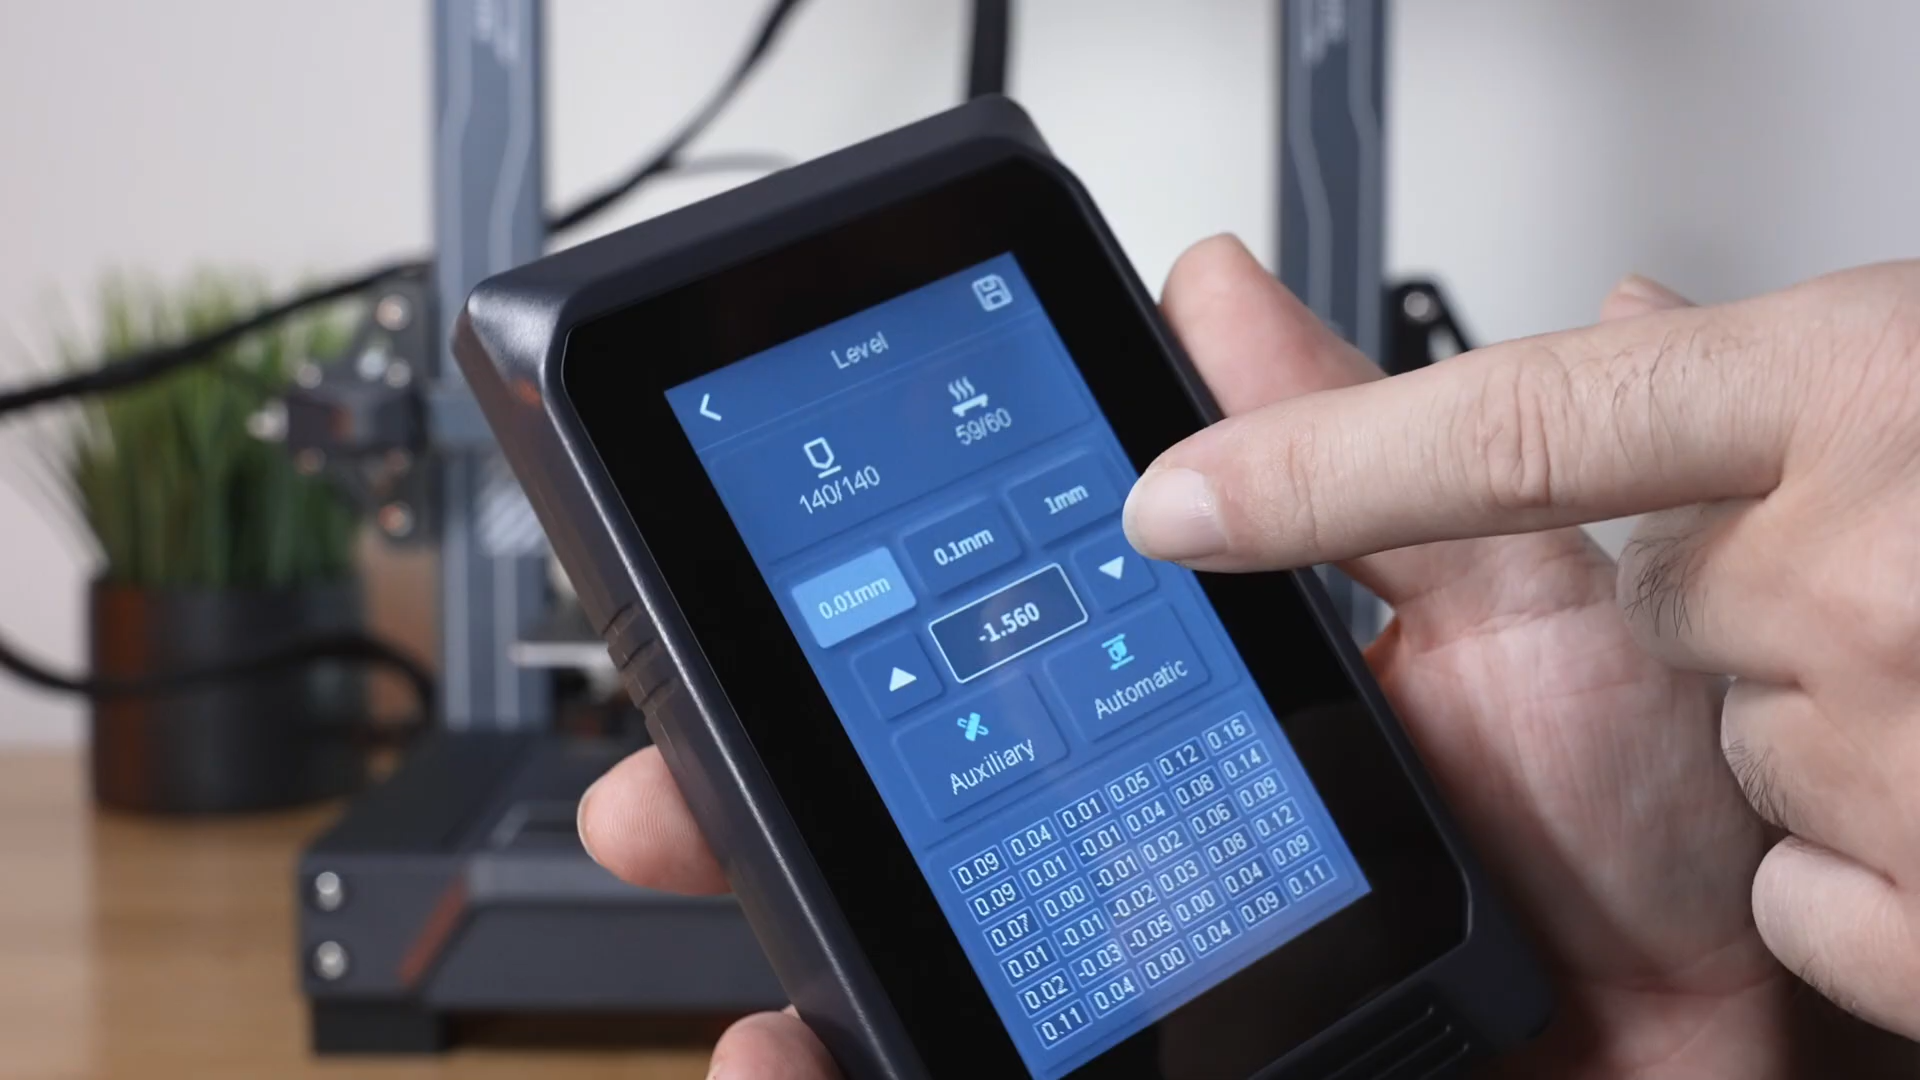 Level
140/140
59/60
0.01mm 0.1mm 1mm
-1.560
Auxiliary Automatic
0.09 0.04 0.01 0.05 0.12 0.16
0.09 0.01 -0.01 0.04 0.08 0.14
0.07 0.00 -0.01 0.02 0.06 0.09
0.01 -0.01 -0.02 0.03 0.08 0.12
0.02 -0.03 -0.05 0.00 0.04 0.09
0.11 0.04 0.00 0.04 0.09 0.11